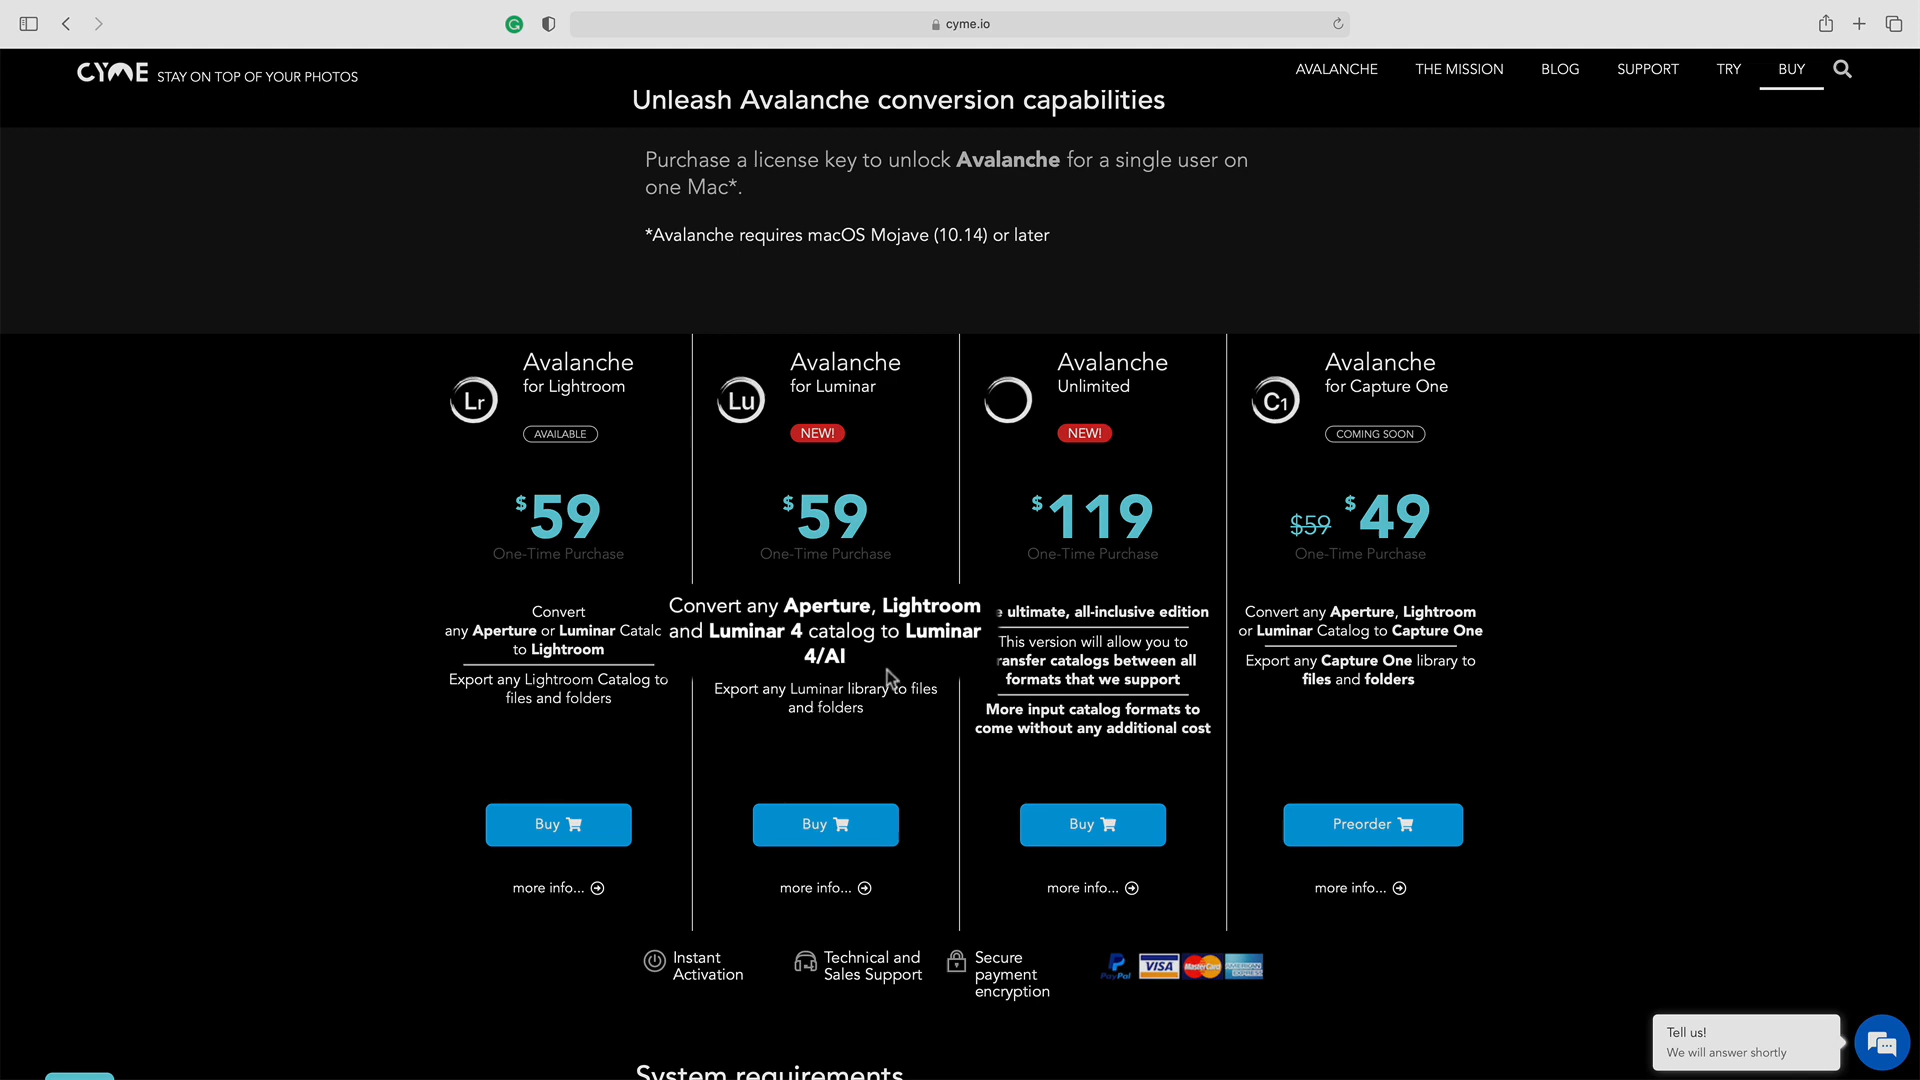 cyme.io
CYME STAY ON TOP OF YOUR PHOTOS
AVALANCHE
THE MISSION
BLOG
SUPPORT
TRY
BUY
Unleash Avalanche conversion capabilities
Purchase a license key to unlock Avalanche for a single user on
one Mac*.
*Avalanche requires macOS Mojave (10.14) or later
Lr
Avalanche
for Lightroom
AVAILABLE
$59
One-Time Purchase
Convert
any Aperture or Luminar
to Lightroom
Export any Lightroom Catalog to
files and folders
Buy
more info...
Lu
Avalanche
for Luminar
NEW!
$59
One-Time Purchase
Convert any Aperture, Lightroom
and Luminar 4 catalog to Luminar
4/AI
Export any Luminar library to files
and folders
Buy
more info...
Avalanche
Unlimited
NEW!
$119
One-Time Purchase
ultimate, all-inclusive edition
This version will allow you to
ransfer catalogs between all
formats that we support
More input catalog formats to
come without any additional cost
Buy
more info...
C1
Avalanche
for Capture One
COMING SOON
$59 $49
One-Time Purchase
Convert any Aperture, Lightroom
or Luminar Catalog to Capture One
Export any Capture One library to
files and folders
Preorder
more info...
Instant
Activation
Technical and
Sales Support
Secure
payment
encryption
PayPal
VISA
MasterCard
AMERICAN
EXPRESS
Tell us!
We will answer shortly
System requirements